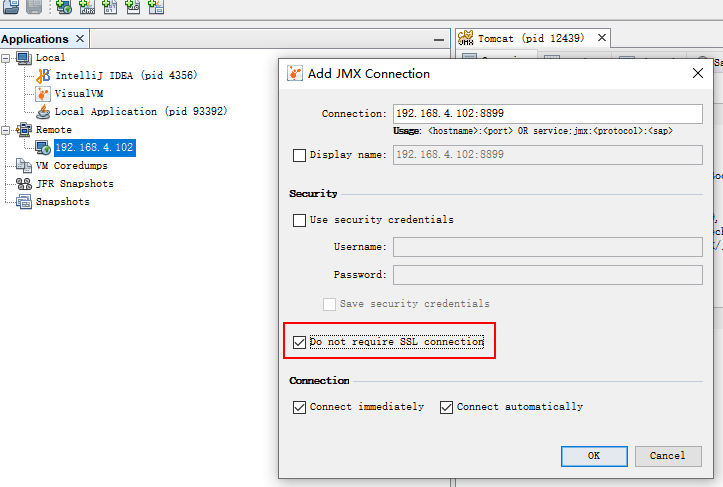 Applications
Tomcat (pid 12439)
Local
IntelliJ IDEA (pid 4356)
VisualVM
Local Application (pid 93392)
Remote
192.168.4.102
VM Coredumps
JFR Snapshots
Snapshots
Add JMX Connection
Connection: 192.168.4.102:8899
Usage: <hostname>:<port> OR service:jmx:<protocol>:<sap>
Display name: 192.168.4.102:8899
Security
Use security credentials
Username:
Password:
Save security credentials
Do not require SSL connection
Connection
Connect immediately
Connect automatically
OK
Cancel